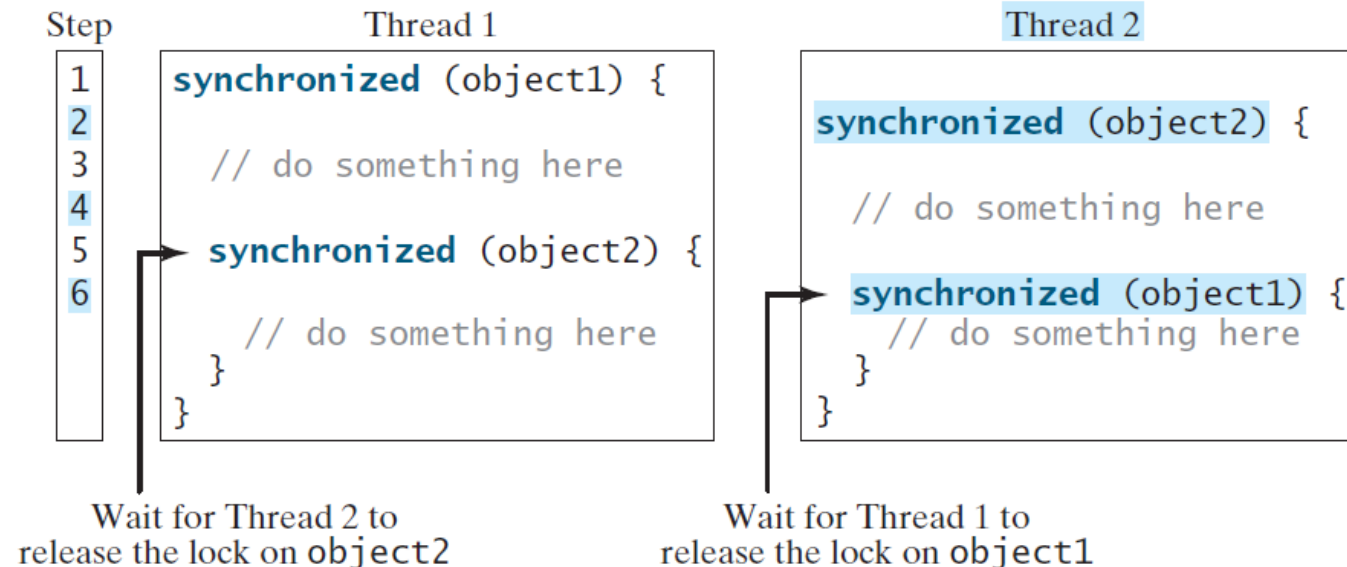 Step
1
2
3
4
5
6
Thread 1
synchronized (object1) {
// do something here
synchronized (object2) {
// do something here
}
}
Thread 2
synchronized (object2) {
// do something here
synchronized (object1) {
// do something here
}
}
Wait for Thread 2 to
release the lock on object2
Wait for Thread 1 to
release the lock on object1